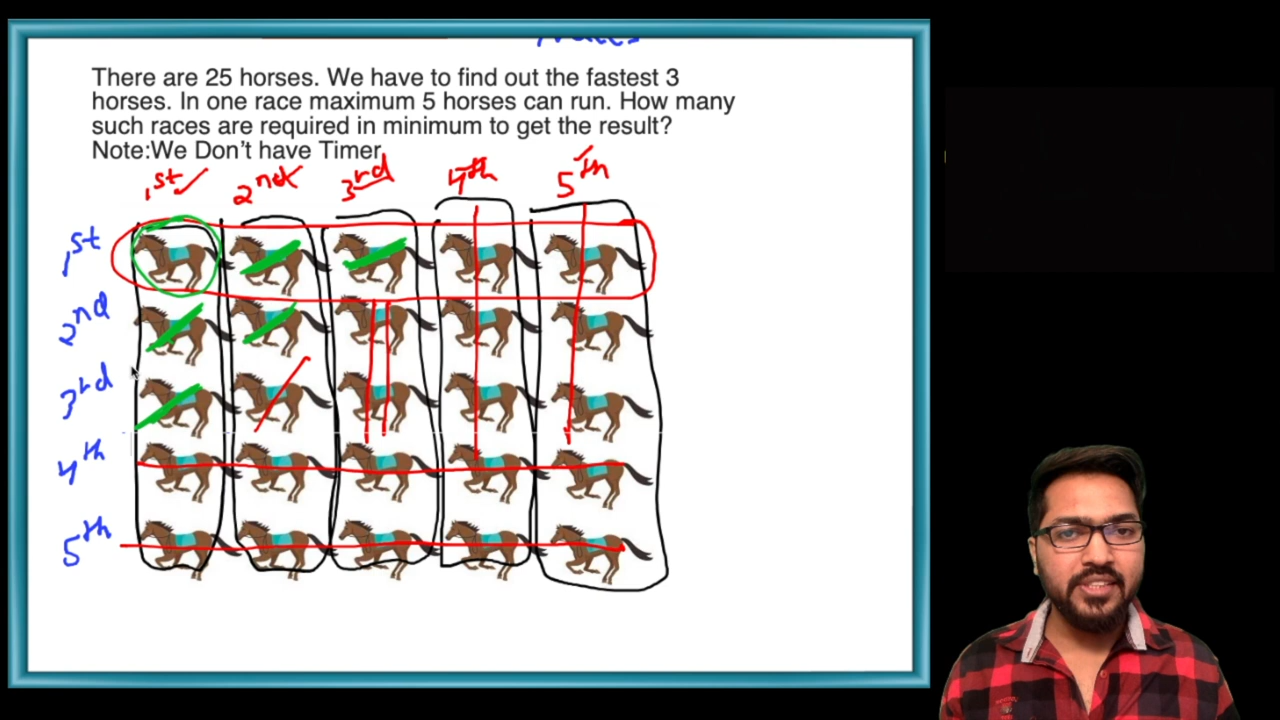 There are 25 horses. We have to find out the fastest 3
horses. In one race maximum 5 horses can run. How many
such races are required in minimum to get the result?
Note:We Don't have Timer.
1st 2nd 3rd 4th 5th
1st
2nd
3rd
4th
5th